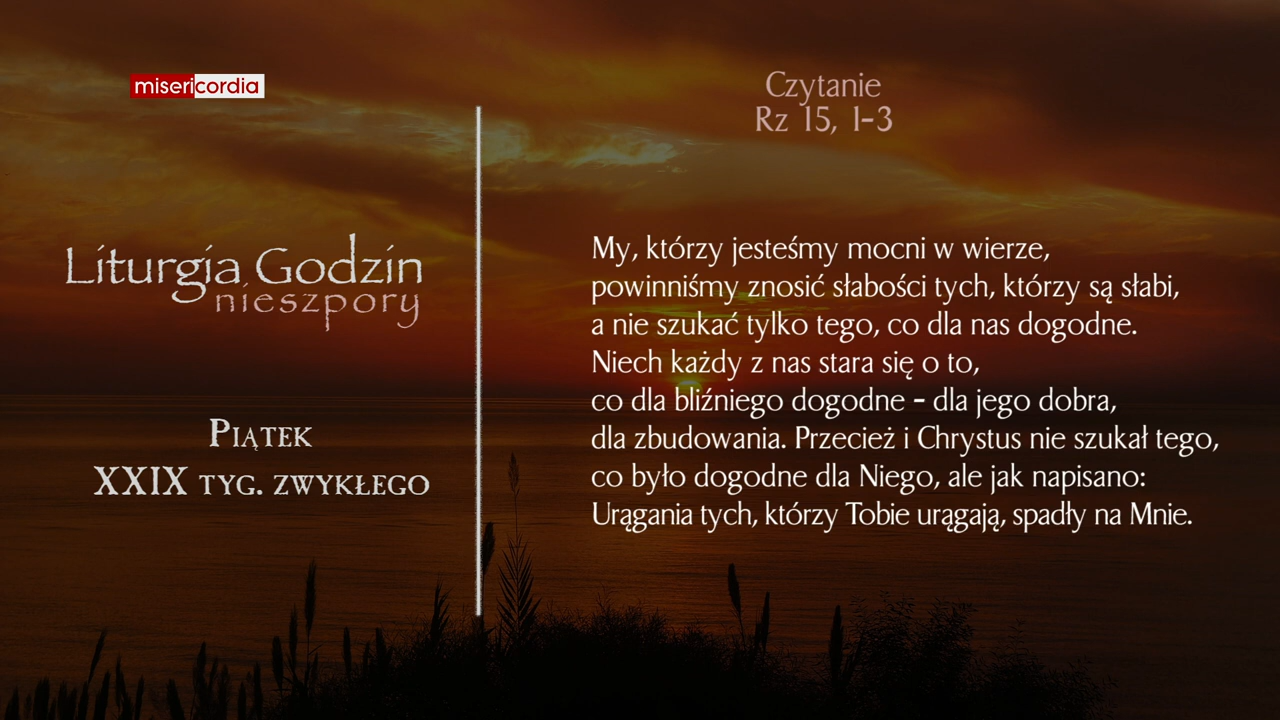 misericordia
Liturgia Godzin
nieszpory
Piątek
XXIX tyg. zwykłego
Czytanie
Rz 15, 1-3
My, którzy jesteśmy mocni w wierze,
powinniśmy znosić słabości tych, którzy są słabi,
a nie szukać tylko tego, co dla nas dogodne.
Niech każdy z nas stara się o to,
co dla bliźniego dogodne - dla jego dobra,
dla zbudowania. Przecież i Chrystus nie szukał tego,
co było dogodne dla Niego, ale jak napisano:
Urągania tych, którzy Tobie urągają, spadły na Mnie.